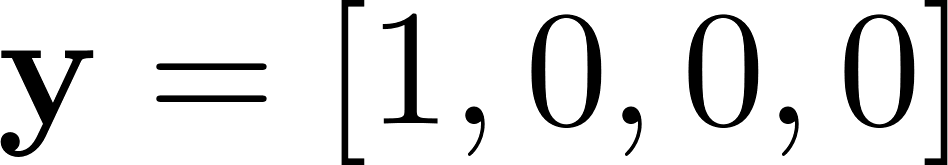 y = [1, 0, 0, 0]